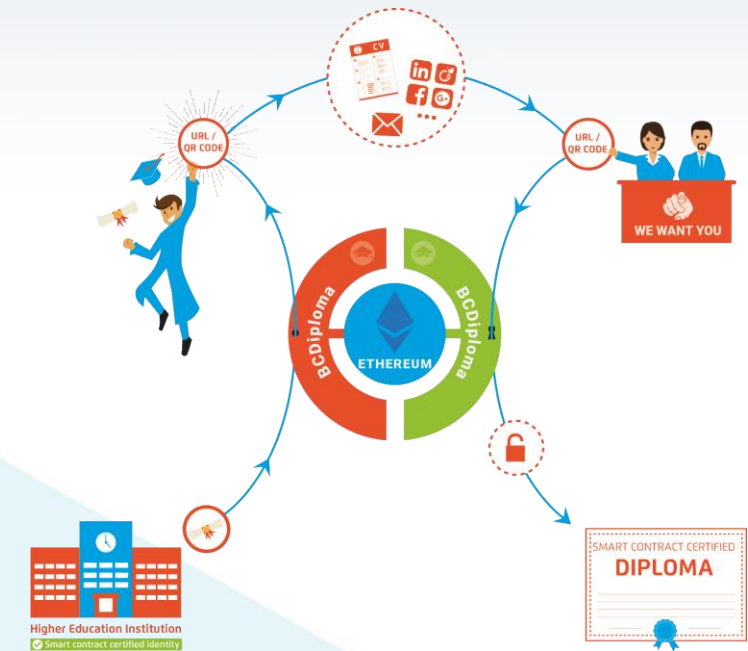 CV
in
f
G+
URL /
QR CODE
URL /
QR CODE
WE WANT YOU
BCDiploma
BCDiploma
ETHEREUM
SMART CONTRACT CERTIFIED
DIPLOMA
Higher Education Institution
Smart contract certified identity